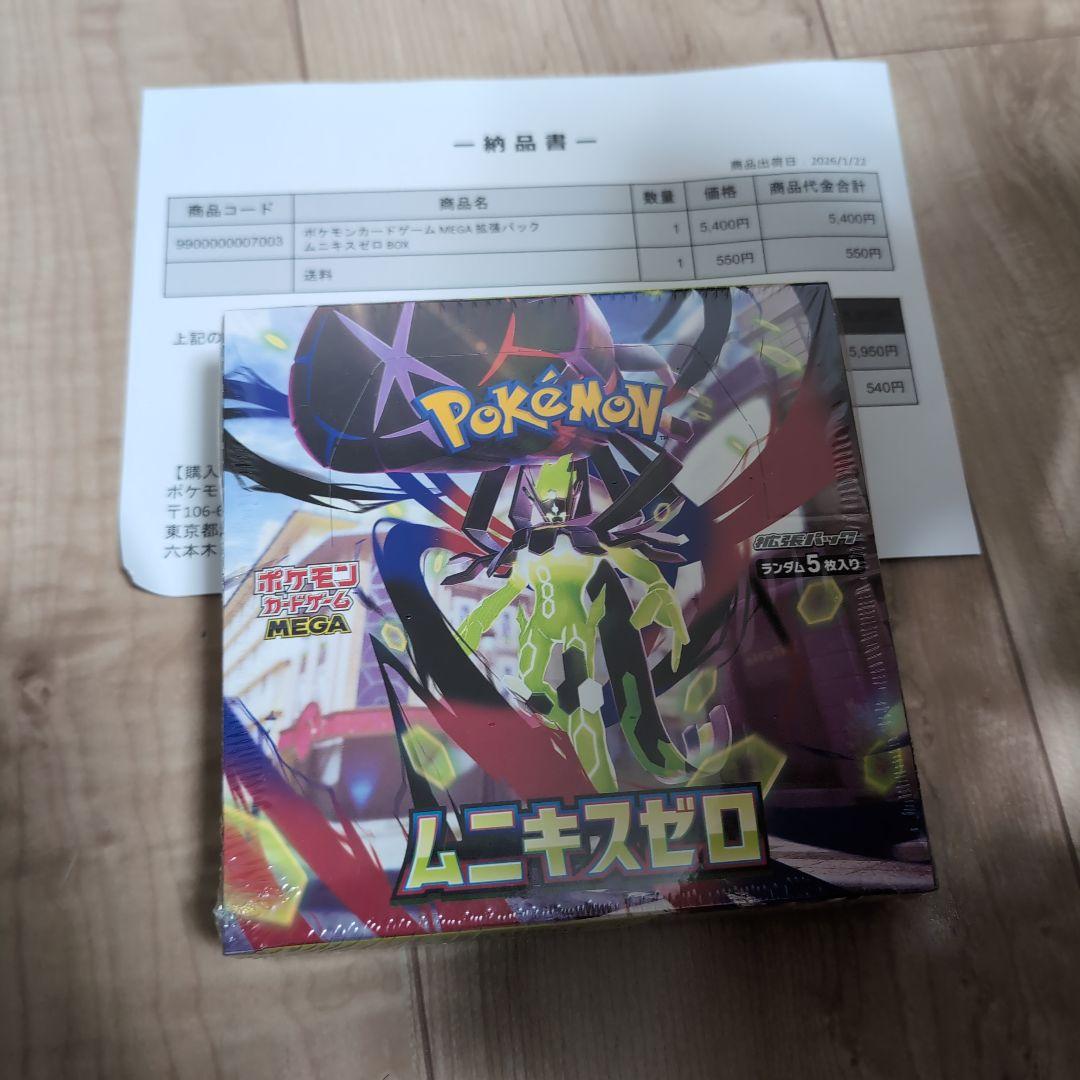 ー納品書ー
商品出荷日：2026/1/22
商品コード 商品名 数量 価格 商品代金合計
9900000007003 ポケモンカードゲーム MEGA 拡張パック
ムニキスゼロ BOX 1 5,400円 5,400円
送料 1 550円 550円
上記の
5,950円
540円
【購入
ポケモ
〒106-6
東京都
六本木
Pokémon
TM
拡張パック
ランダム5枚入り
ポケモン
カードゲーム
MEGA
ムニキスゼロ